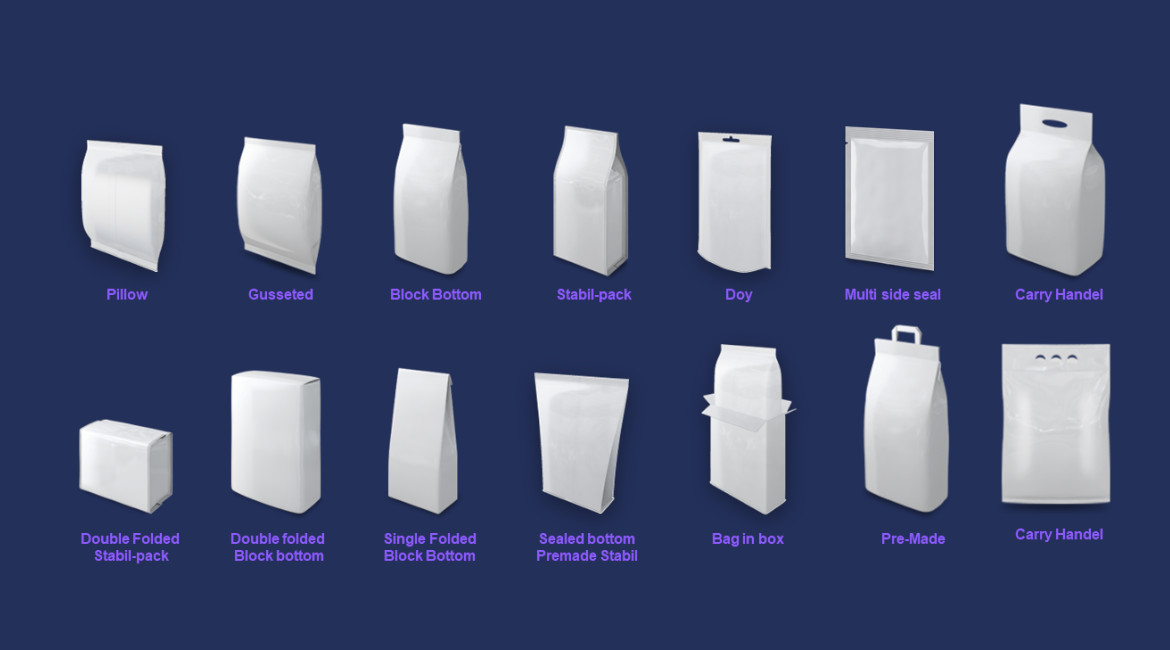 Pillow
Gusseted
Block Bottom
Stabil-pack
Doy
Multi side seal
Carry Handel
Double Folded
Stabil-pack
Double folded
Block bottom
Single Folded
Block Bottom
Sealed bottom
Premade Stabil
Bag in box
Pre-Made
Carry Handel